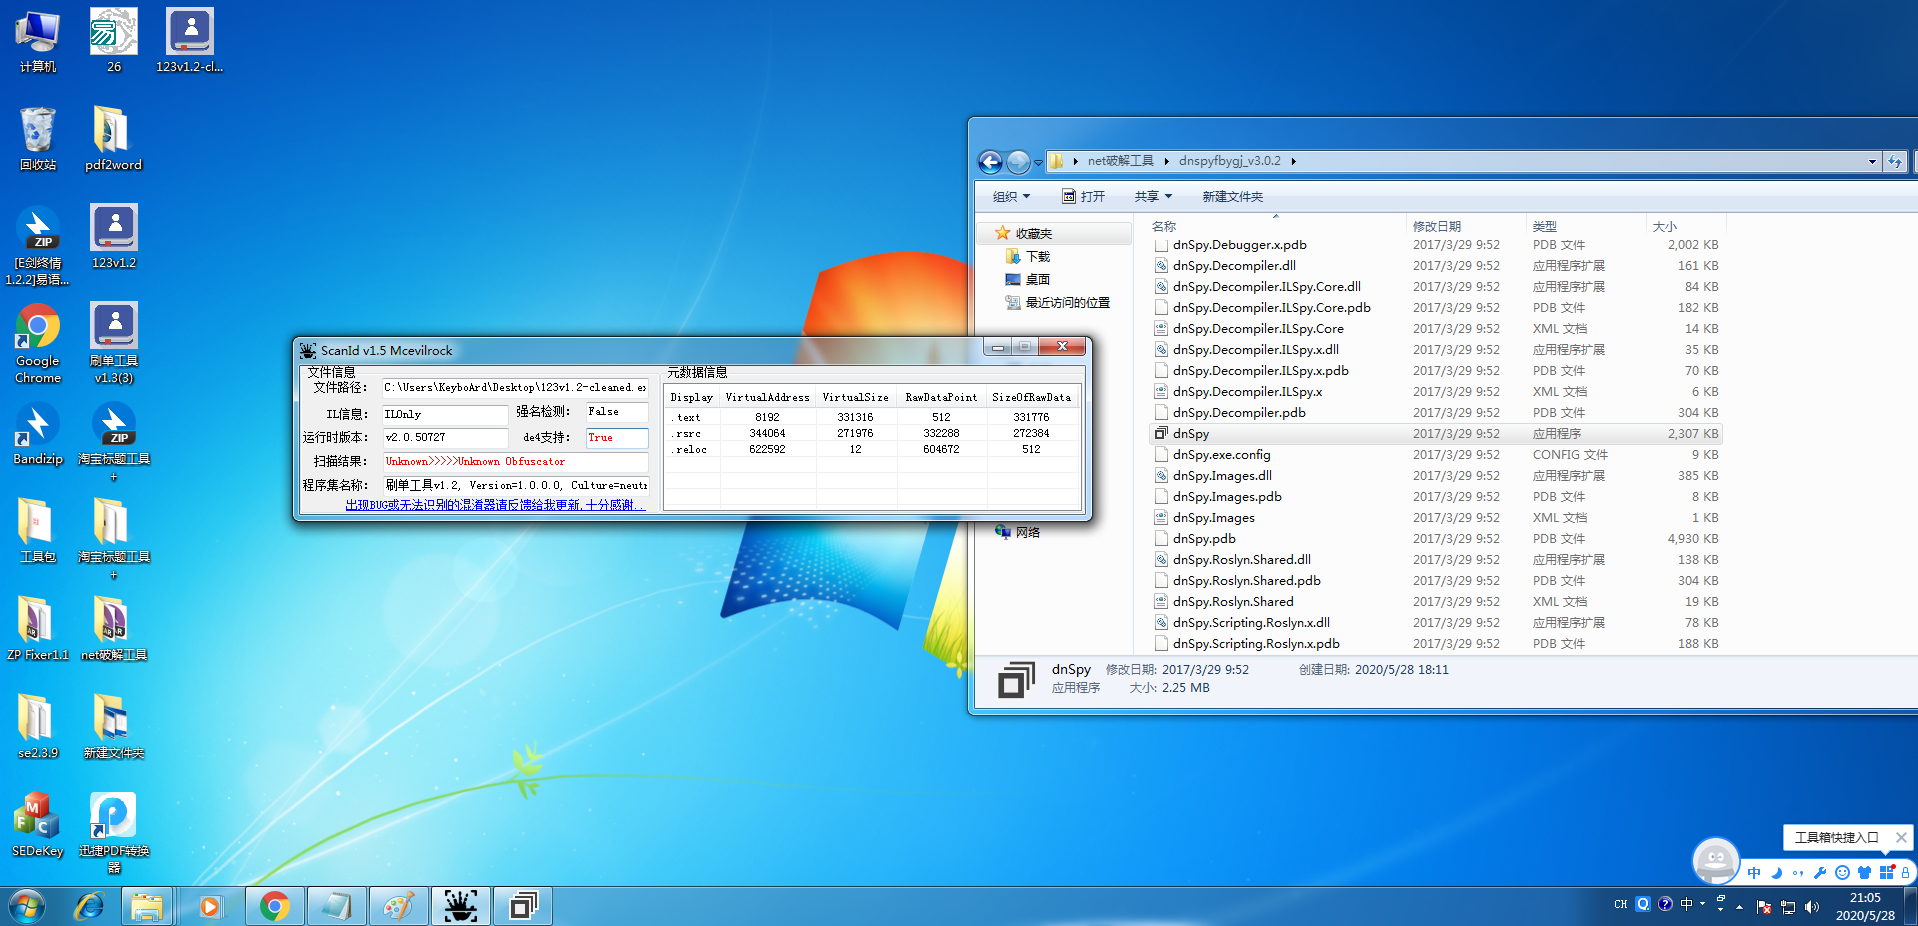 计算机
26
123v1.2-cl...
回收站
pdf2word
[E剑终情
1.2.2]易语...
123v1.2
Google
Chrome
刷单工具
v1.3(3)
Bandizip
淘宝标题工具
+
工具包
淘宝标题工具
+
ZP Fixer1.1
net破解工具
se2.3.9
新建文件夹
SEDeKey
迅捷PDF转换
器
ScanId v1.5 Mcevilrock
文件信息
文件路径: C:\Users\KeyboArd\Desktop\123v1.2-cleaned.ex
IL信息: ILOnly 强名检测: False
运行时版本: v2.0.50727 de4支持: True
扫描结果: Unknown>>>>>Unknown Obfuscator
程序集名称: 刷单工具v1.2, Version=1.0.0.0, Culture=neutr
出现BUG或无法识别的混淆器请反馈给我更新,十分感谢..
元数据信息
Display VirtualAddress VirtualSize RawDataPoint SizeOfRawData
.text 8192 331316 512 331776
.rsrc 344064 271976 332288 272384
.reloc 622592 12 604672 512
net破解工具 dnspyfbygj_v3.0.2
组织 打开 共享 新建文件夹
收藏夹
下载
桌面
最近访问的位置
网络
名称 修改日期 类型 大小
dnSpy.Debugger.x.pdb 2017/3/29 9:52 PDB 文件 2,002 KB
dnSpy.Decompiler.dll 2017/3/29 9:52 应用程序扩展 161 KB
dnSpy.Decompiler.ILSpy.Core.dll 2017/3/29 9:52 应用程序扩展 84 KB
dnSpy.Decompiler.ILSpy.Core.pdb 2017/3/29 9:52 PDB 文件 182 KB
dnSpy.Decompiler.ILSpy.Core 2017/3/29 9:52 XML 文档 14 KB
dnSpy.Decompiler.ILSpy.x.dll 2017/3/29 9:52 应用程序扩展 35 KB
dnSpy.Decompiler.ILSpy.x.pdb 2017/3/29 9:52 PDB 文件 70 KB
dnSpy.Decompiler.ILSpy.x 2017/3/29 9:52 XML 文档 6 KB
dnSpy.Decompiler.pdb 2017/3/29 9:52 PDB 文件 304 KB
dnSpy 2017/3/29 9:52 应用程序 2,307 KB
dnSpy.exe.config 2017/3/29 9:52 CONFIG 文件 9 KB
dnSpy.Images.dll 2017/3/29 9:52 应用程序扩展 385 KB
dnSpy.Images.pdb 2017/3/29 9:52 PDB 文件 8 KB
dnSpy.Images 2017/3/29 9:52 XML 文档 1 KB
dnSpy.pdb 2017/3/29 9:52 PDB 文件 4,930 KB
dnSpy.Roslyn.Shared.dll 2017/3/29 9:52 应用程序扩展 138 KB
dnSpy.Roslyn.Shared.pdb 2017/3/29 9:52 PDB 文件 304 KB
dnSpy.Roslyn.Shared 2017/3/29 9:52 XML 文档 19 KB
dnSpy.Scripting.Roslyn.x.dll 2017/3/29 9:52 应用程序扩展 78 KB
dnSpy.Scripting.Roslyn.x.pdb 2017/3/29 9:52 PDB 文件 188 KB
dnSpy 修改日期: 2017/3/29 9:52 创建日期: 2020/5/28 18:11
应用程序 大小: 2.25 MB
工具箱快捷入口
中
CH 中
21:05
2020/5/28